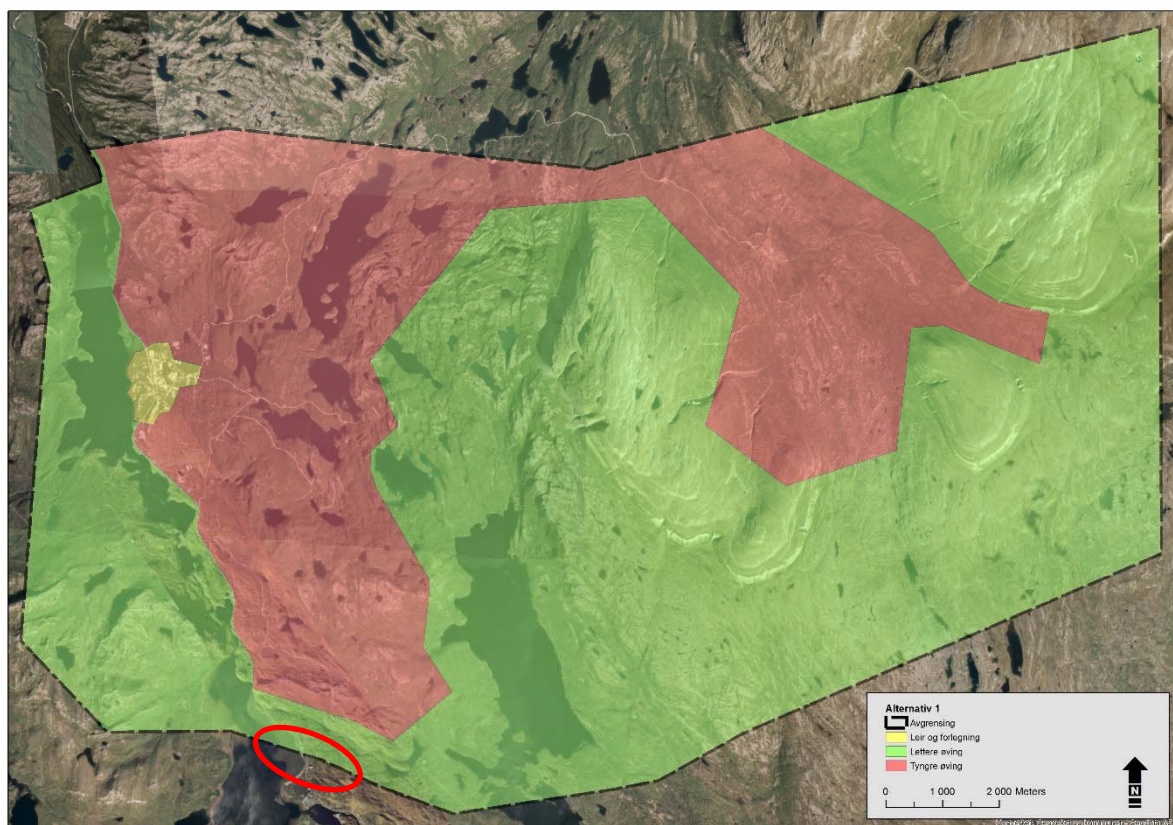 Alternativ 1
Avgrensing
Leir og forlegning
Lettere øving
Tyngre øving
0 1 000 2 000 Meters
N